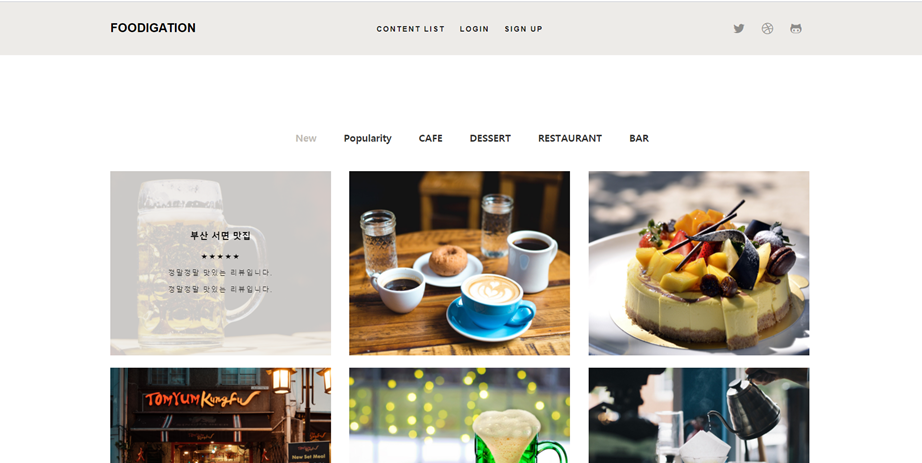 FOODIGATION
CONTENT LIST LOGIN SIGN UP
New Popularity CAFE DESSERT RESTAURANT BAR
부산 서면 맛집
★★★★★
정말정말 맛있는 리뷰입니다.
정말정말 맛있는 리뷰입니다.
TOMYUM Kungfu
New Set Meal